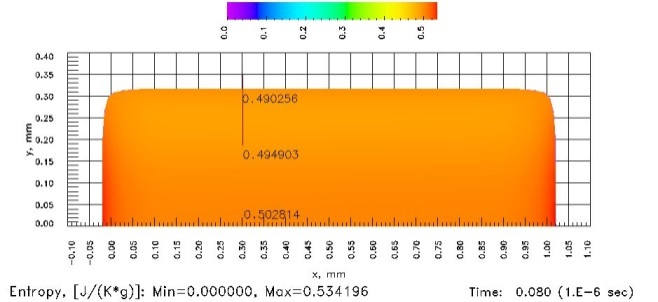 0.0 0.1 0.2 0.3 0.4 0.5
0.40
0.35
0.30
0.25
0.20
0.15
0.10
0.05
0.00
y, mm
0.490256
0.494903
0.502814
-0.10 -0.05 0.00 0.05 0.10 0.15 0.20 0.25 0.30 0.35 0.40 0.45 0.50 0.55 0.60 0.65 0.70 0.75 0.80 0.85 0.90 0.95 1.00 1.05 1.10
x, mm
Entropy, [J/(K*g)]: Min=0.000000, Max=0.534196 Time: 0.080 (1.E-6 sec)